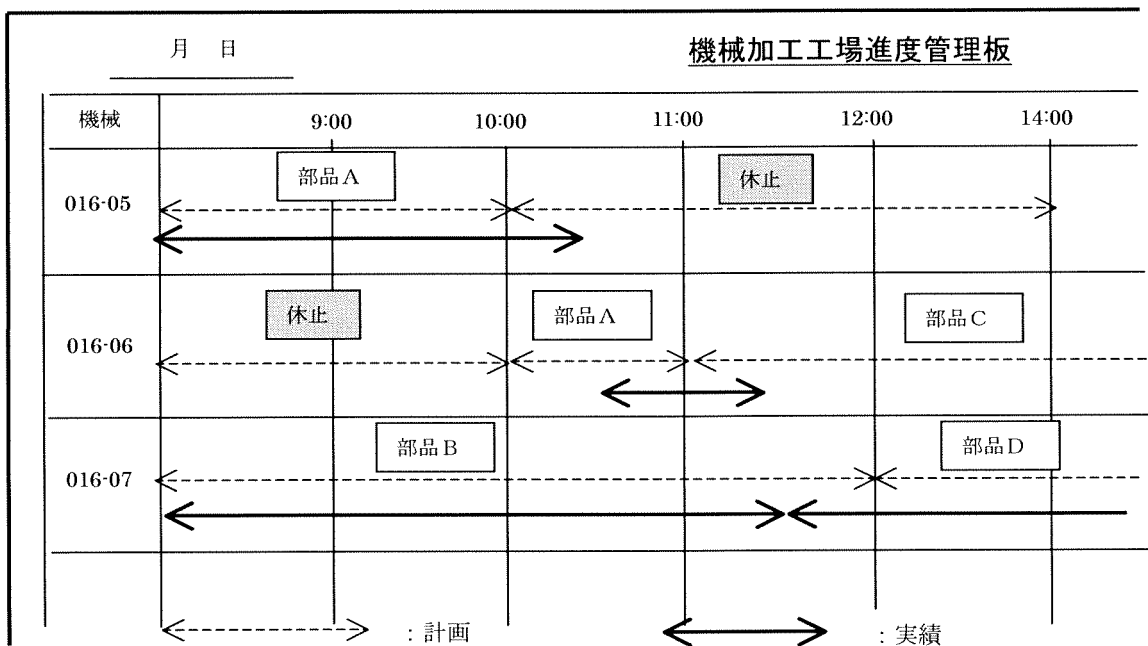 月 日
機械加工工場進度管理板
機械 9:00 10:00 11:00 12:00 14:00
部品A 休止
016-05
休止 部品A 部品C
016-06
部品B 部品D
016-07
:計画 :実績